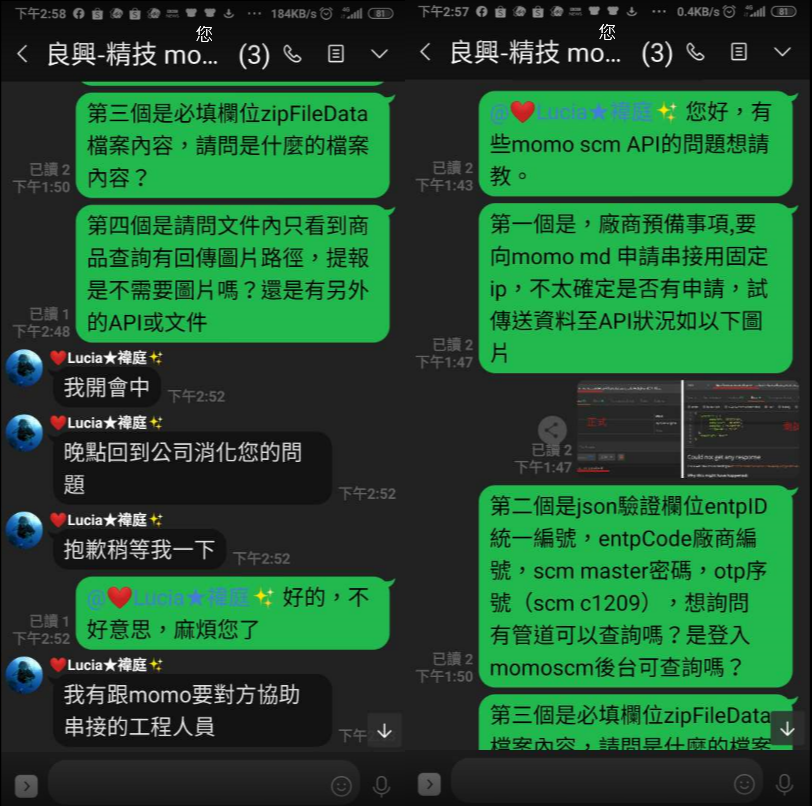 下午2:58
184KB/s
81
您
良興-精技 mo... (3)
第三個是必填欄位zipFileData
檔案內容，請問是什麼的檔案
內容？
已讀 2
下午1:50
第四個是請問文件內只看到商
品查詢有回傳圖片路徑，提報
是不需要圖片嗎？還是有另外
的API或文件
已讀 1
下午2:48
❤️Lucia★褘庭✨
我開會中
下午2:52
❤️Lucia★褘庭✨
晚點回到公司消化您的問
題
下午2:52
❤️Lucia★褘庭✨
抱歉稍等我一下
下午2:52
@❤️Lucia★褘庭✨ 好的，不
好意思，麻煩您了
已讀 1
下午2:52
❤️Lucia★褘庭✨
我有跟momo要對方協助
串接的工程人員
下午
下午2:57
0.4KB/s
81
您
良興-精技 mo... (3)
@❤️Lucia★褘庭✨ 您好，有
些momo scm API的問題想請
教。
已讀 2
下午1:43
第一個是，廠商預備事項,要
向momo md 申請串接用固定
ip，不太確定是否有申請，試
傳送資料至API狀況如以下圖
片
已讀 2
下午1:47
正式
Could not get any response
已讀 2
下午1:47
第二個是json驗證欄位entpID
統一編號，entpCode廠商編
號，scm master密碼，otp序
號（scm c1209），想詢問
有管道可以查詢嗎？是登入
momoscm後台可查詢嗎？
已讀 2
下午1:50
第三個是必填欄位zipFileData
檔案內容，請問是什麼的檔案